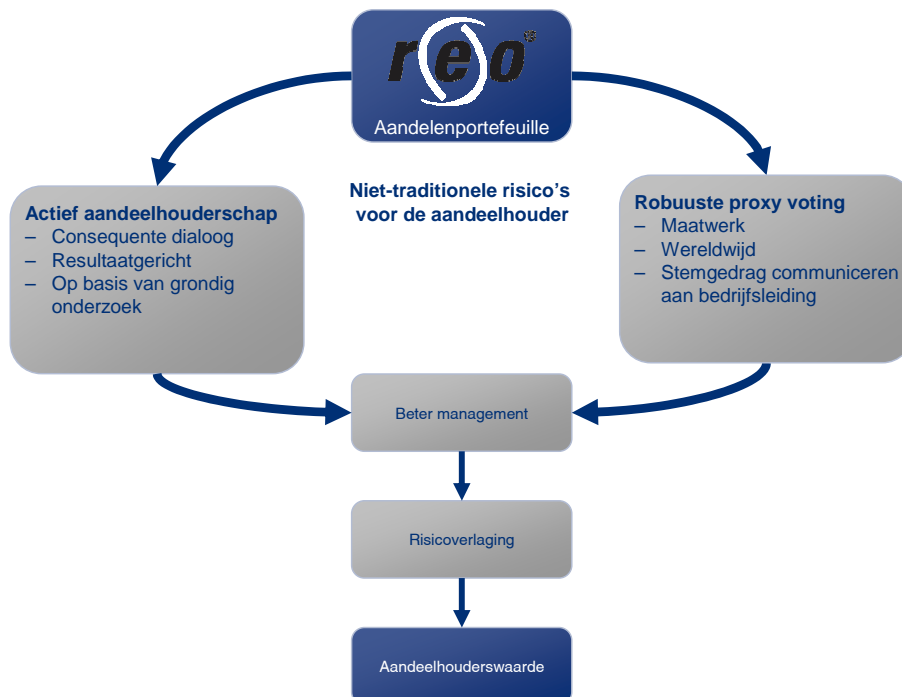 reo®
Aandelenportefeuille
Niet-traditionele risico's
voor de aandeelhouder
Actief aandeelhouderschap
– Consequente dialoog
– Resultaatgericht
– Op basis van grondig
onderzoek
Robuuste proxy voting
– Maatwerk
– Wereldwijd
– Stemgedrag communiceren
aan bedrijfsleiding
Beter management
Risicoverlaging
Aandeelhouderswaarde